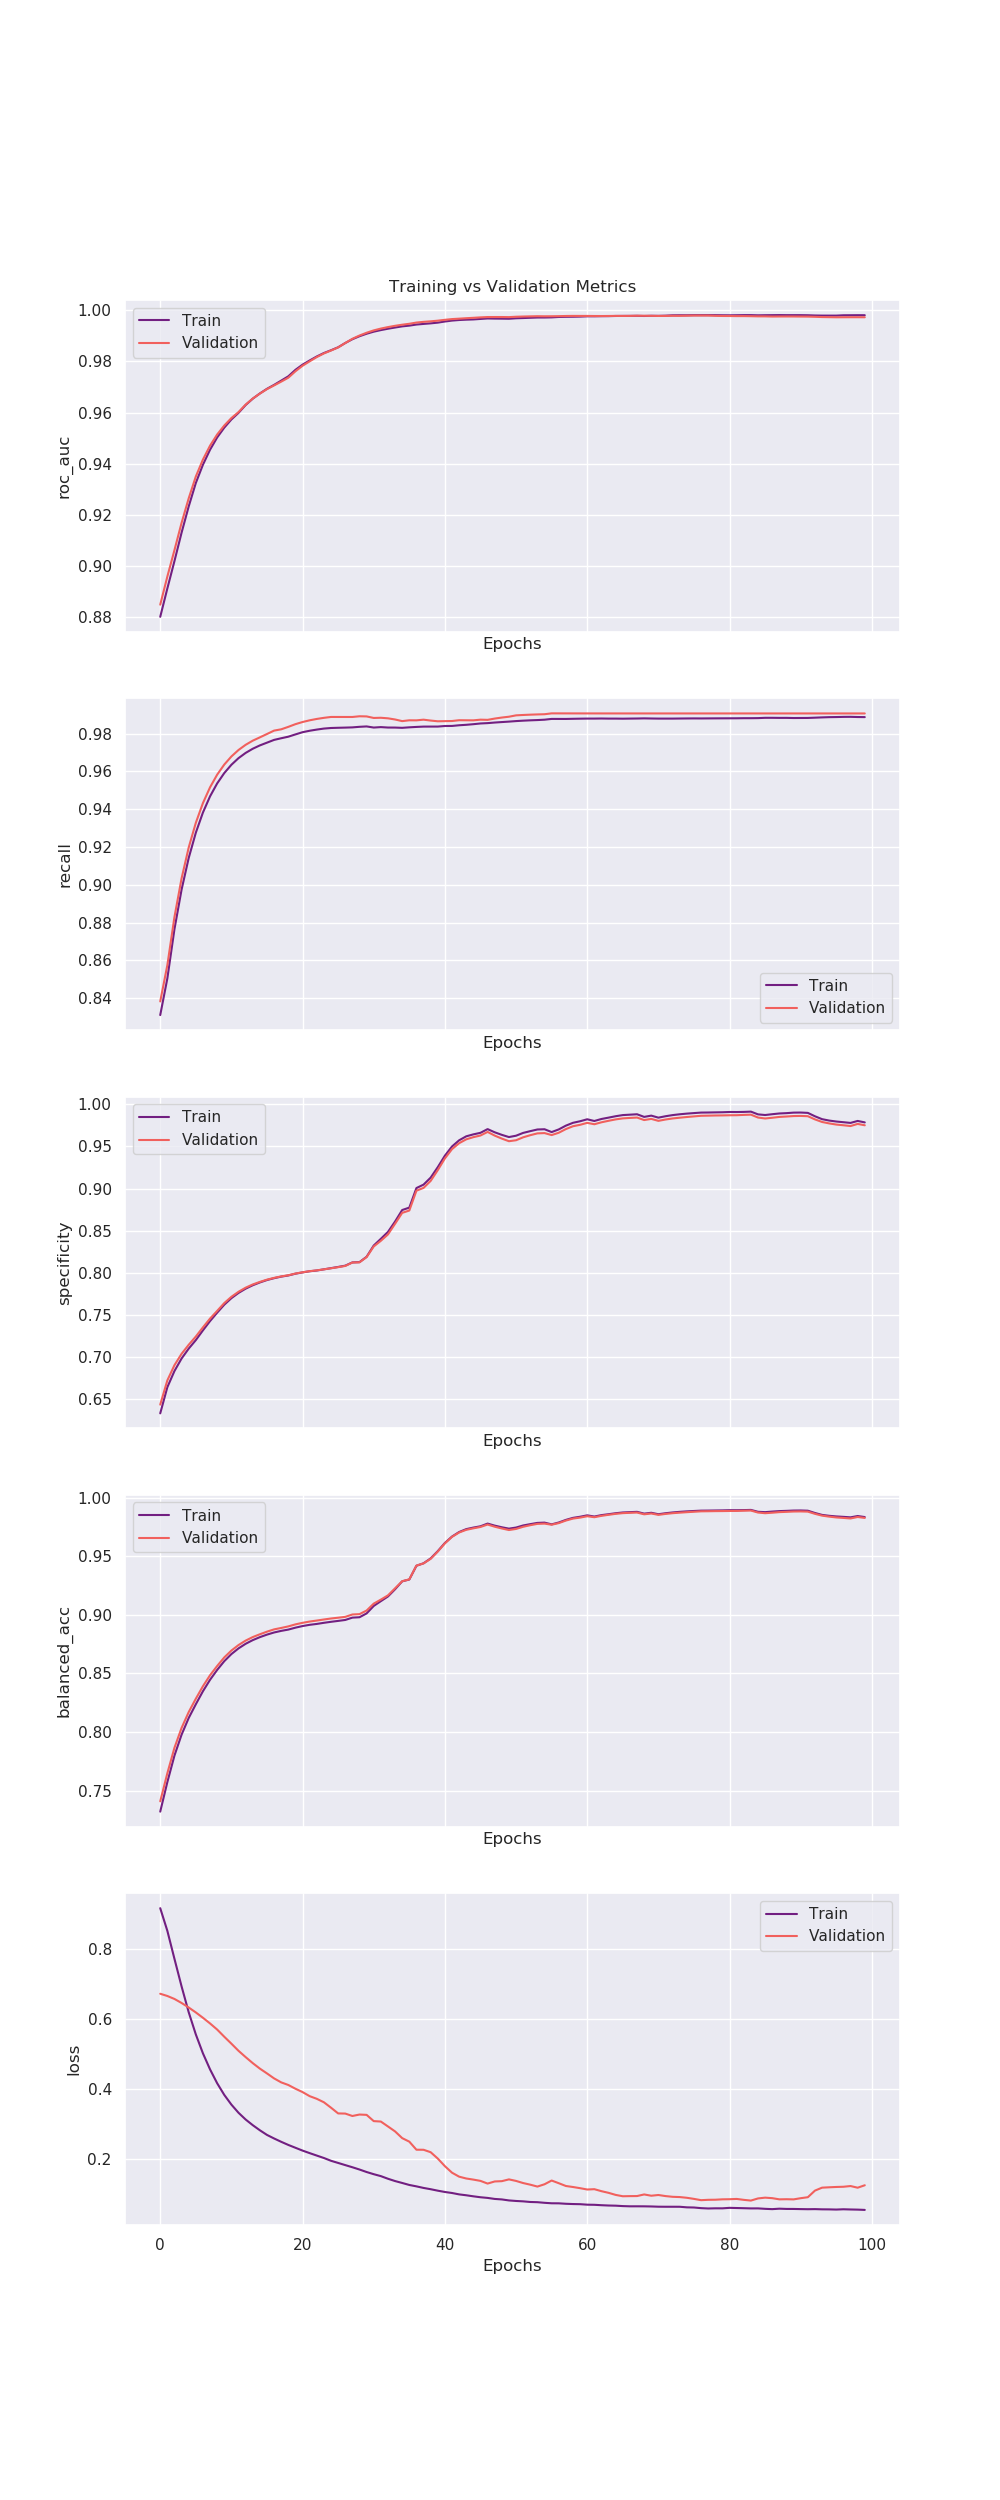 Training vs Validation Metrics
1.00
0.98
0.96
0.94
0.92
0.90
0.88
roc_auc
Train
Validation
Epochs
0.98
0.96
0.94
0.92
0.90
0.88
0.86
0.84
recall
Train
Validation
Epochs
1.00
0.95
0.90
0.85
0.80
0.75
0.70
0.65
specificity
Train
Validation
Epochs
1.00
0.95
0.90
0.85
0.80
0.75
balanced_acc
Train
Validation
Epochs
0.8
0.6
0.4
0.2
loss
Train
Validation
0 20 40 60 80 100
Epochs